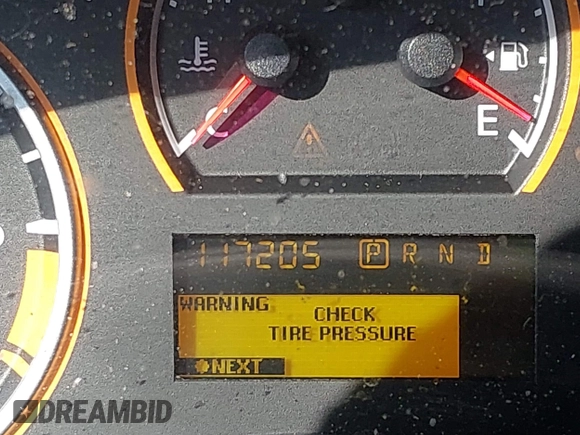 C
E
117205 P R N D
WARNING
CHECK
TIRE PRESSURE
NEXT
DREAMBID